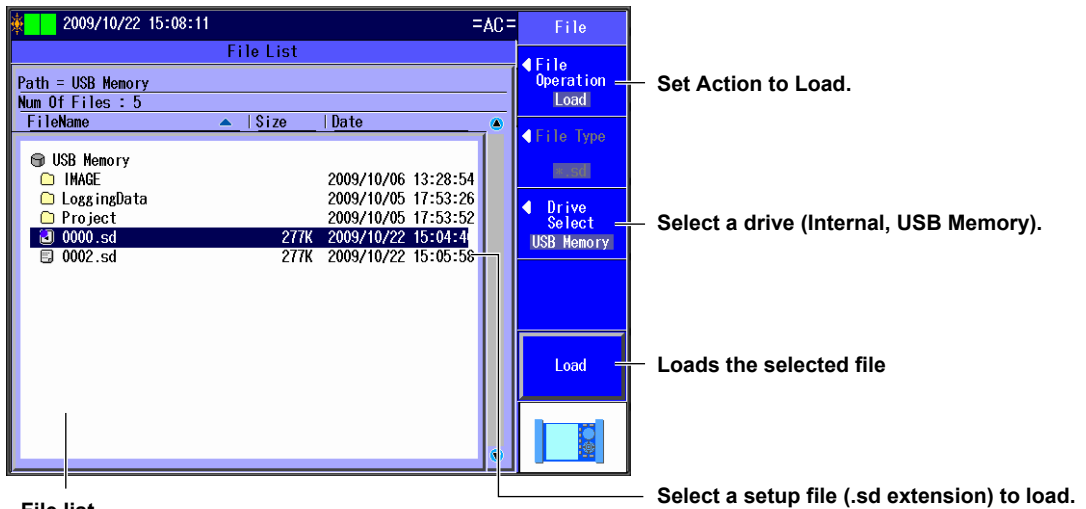 2009/10/22 15:08:11 =AC= File
File List
Path = USB Memory
Num Of Files : 5
FileName Size Date
USB Memory
IMAGE 2009/10/06 13:28:54
LoggingData 2009/10/05 17:53:26
Project 2009/10/05 17:53:52
0000.sd 277K 2009/10/22 15:04:4
0002.sd 277K 2009/10/22 15:05:58
File
Operation
Load
Set Action to Load.
File Type
*.sd
Drive
Select
USB Memory
Select a drive (Internal, USB Memory).
Load
Loads the selected file
Select a setup file (.sd extension) to load.
File list